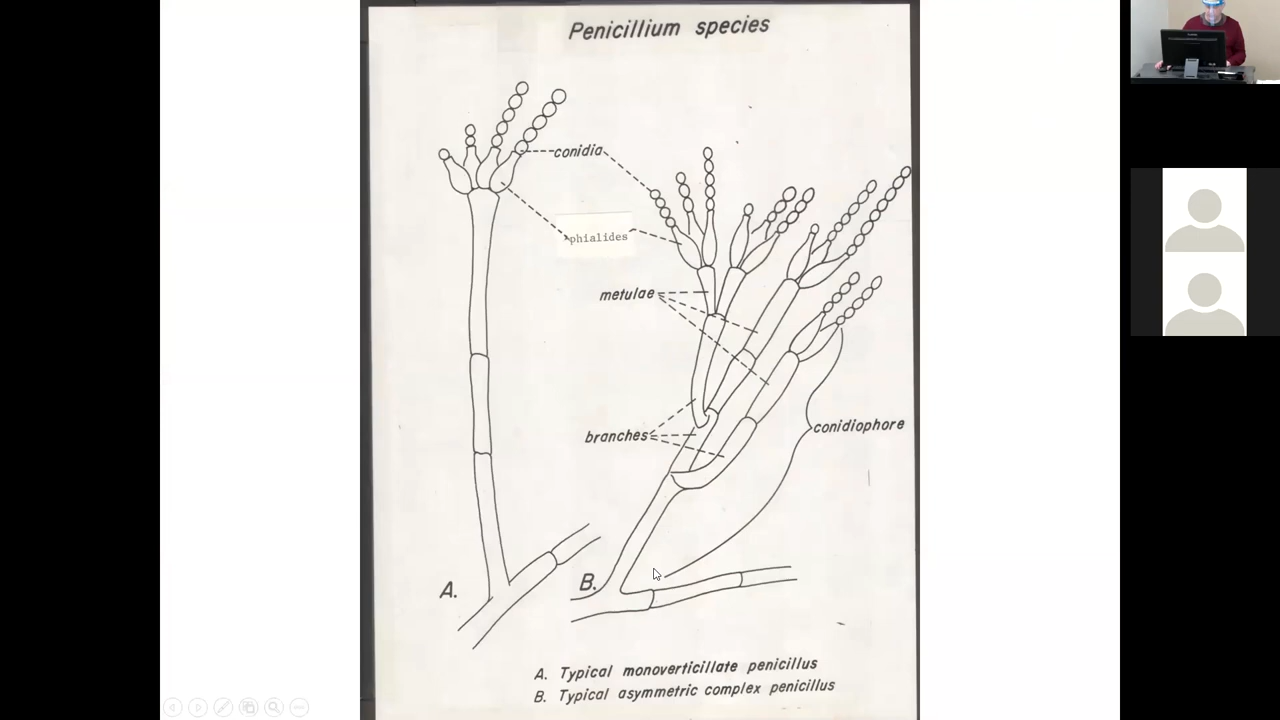 Penicillium species
conidia
phialides
metulae
branches
conidiophore
A.
B.
A. Typical monoverticillate penicillus
B. Typical asymmetric complex penicillus